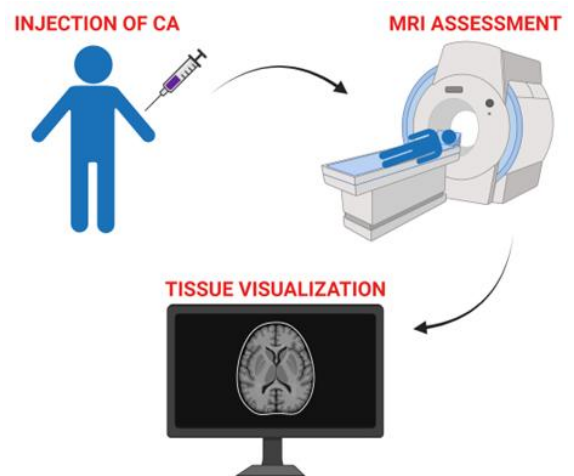 INJECTION OF CA
MRI ASSESSMENT
TISSUE VISUALIZATION